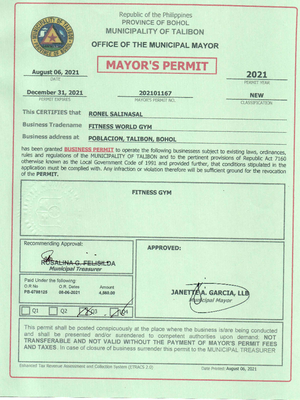 Republic of the Philippines
PROVINCE OF BOHOL
MUNICIPALITY OF TALIBON
OFFICE OF THE MUNICIPAL MAYOR
MAYOR'S PERMIT
August 06, 2021
DATE
2021
PERMIT YEAR
December 31, 2021
PERMIT EXPIRES
202101167
MAYOR'S PERMIT NO.
NEW
CLASSIFICATION
This CERTIFIES that RONEL SALINASAL
Business Tradename FITNESS WORLD GYM
Business address at POBLACION, TALIBON, BOHOL
has been granted BUSINESS PERMIT to operate the following businesses subject to existing laws, ordinances,
rules and regulations of the MUNICIPALITY OF TALIBON and to the pertinent provisions of Republic Act 7160
otherwise known as the Local Government Code of 1991 and provided further, that conditions stipulated in the
application must be complied with. Any infraction or violation therefore will be sufficient ground for the revocation
of the PERMIT.
FITNESS GYM
Recommending Approval:
ROSALINA G. FELISILDA
Municipal Treasurer
APPROVED:
JANETTE A. GARCIA, LLB
Municipal Mayor
Paid Under the following:
O.R.No O.R. Dates Amount
08-06-2021
Q1 Q2 Q3 Q4
This permit shall be posted conspicuously at the place where the business is/are being conducted
and shall be presented and/or surrendered to competent authorities upon demand. NOT
TRANSFERABLE AND NOT VALID WITHOUT THE PAYMENT OF MAYOR'S PERMIT FEES
AND TAXES. In case of closure of business surrender this permit to the MUNICIPAL TREASURER
Enhanced Tax Revenue Assessment and Collection System (ETRACS 2.0)
Date Printed: August 06, 2021